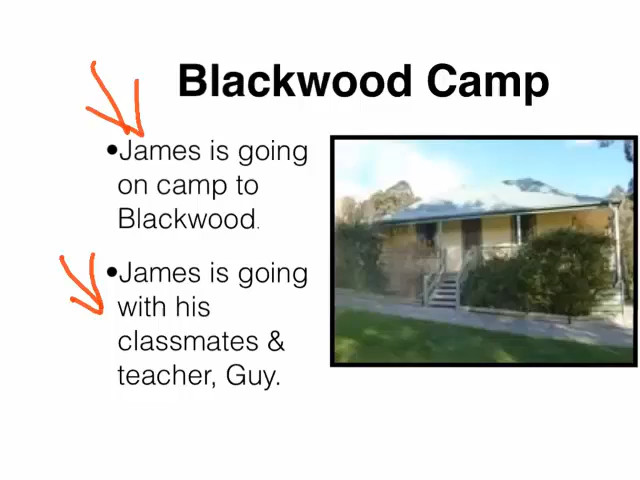 Blackwood Camp
•James is going
on camp to
Blackwood.
•James is going
with his
classmates &
teacher, Guy.